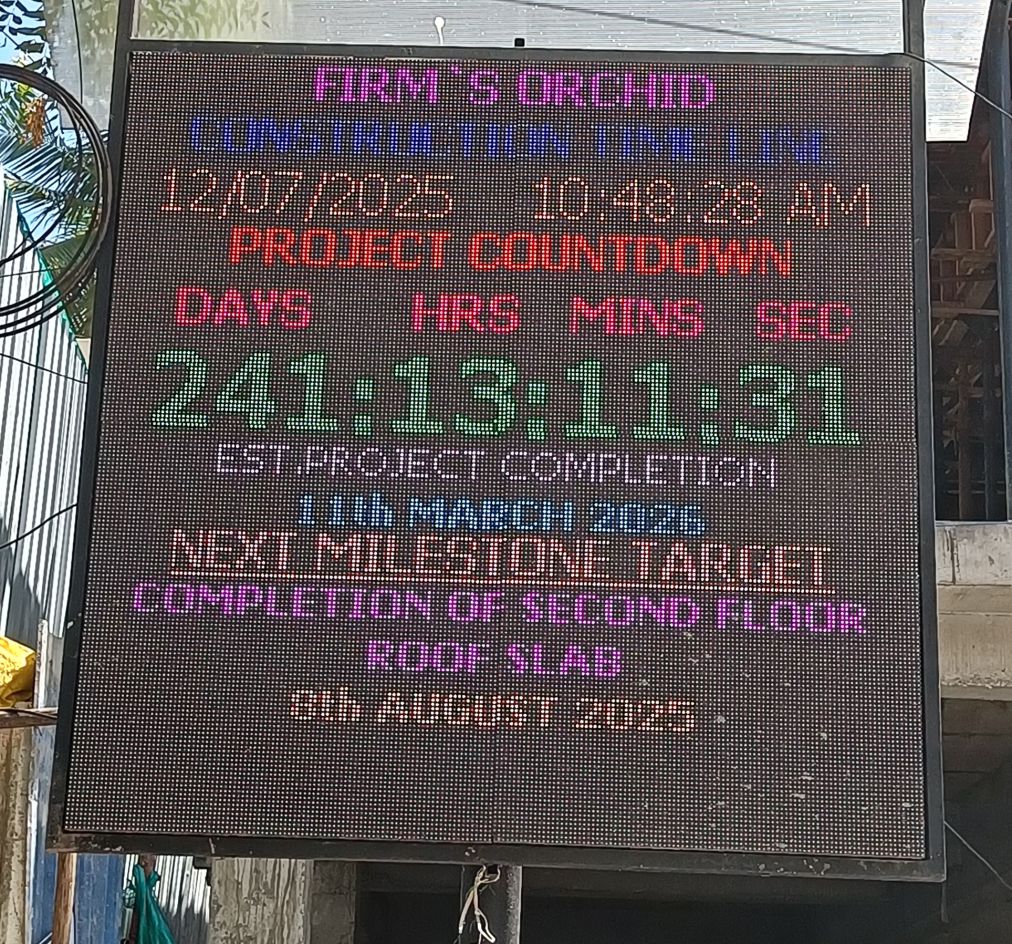 FIRM`S ORCHID
CONSTRUCTION TIME LINE
12/07/2025 10:48:28 AM
PROJECT COUNTDOWN
DAYS HRS MINS SEC
241:13:11:31
EST.PROJECT COMPLETION
11th MARCH 2026
NEXT MILESTONE TARGET
COMPLETION OF SECOND FLOOR
ROOF SLAB
8th AUGUST 2025